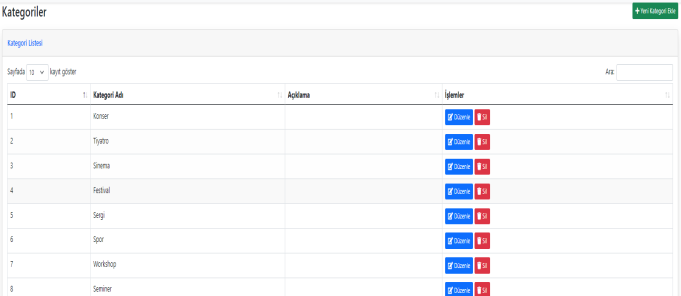 Kategoriler
+ Yeni Kategori Ekle
Kategori Listesi
Sayfada 10 kayıt göster
Ara:
ID Kategori Adı Açıklama İşlemler
1 Konser Düzenle Sil
2 Tiyatro Düzenle Sil
3 Sinema Düzenle Sil
4 Festival Düzenle Sil
5 Sergi Düzenle Sil
6 Spor Düzenle Sil
7 Workshop Düzenle Sil
8 Seminer Düzenle Sil